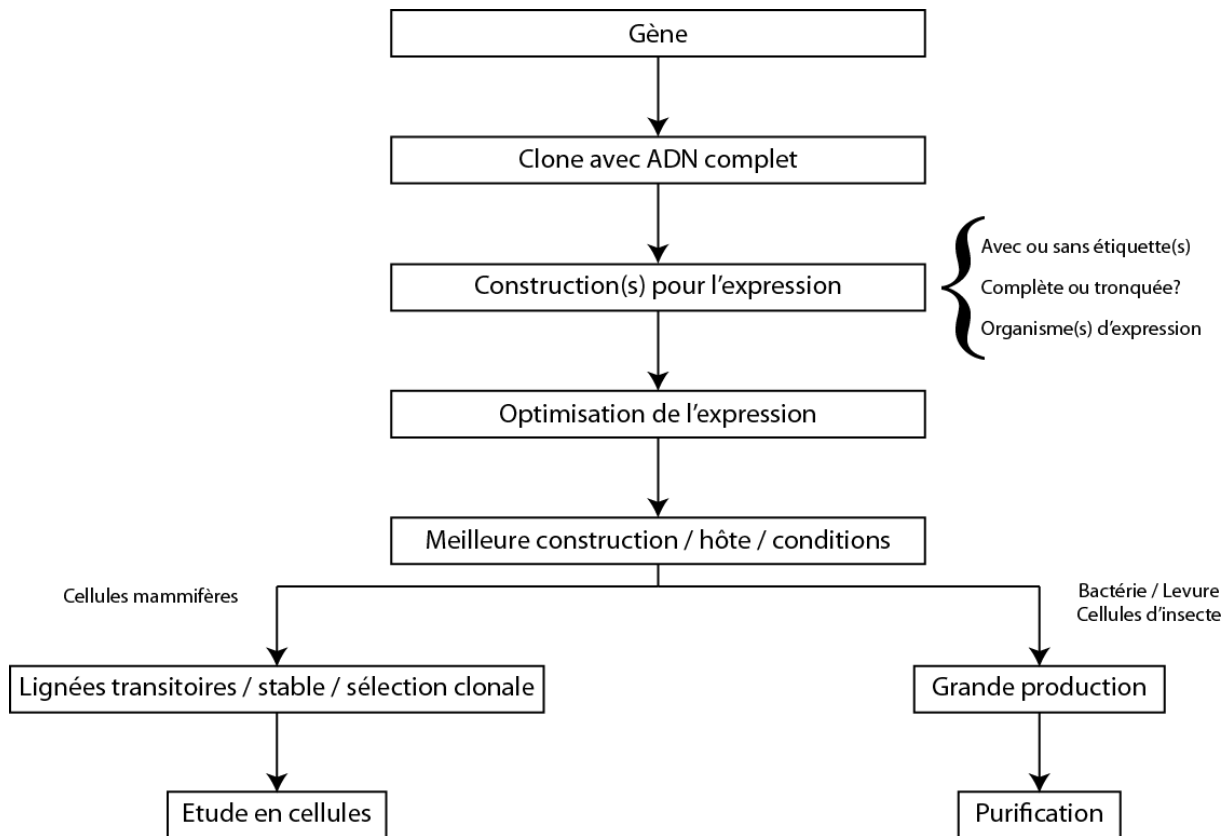 Gène
Clone avec ADN complet
Avec ou sans étiquette(s)
Construction(s) pour l'expression
Complète ou tronquée?
Organisme(s) d'expression
Optimisation de l'expression
Meilleure construction / hôte / conditions
Cellules mammifères
Bactérie / Levure
Cellules d'insecte
Lignées transitoires / stable / sélection clonale
Grande production
Etude en cellules
Purification